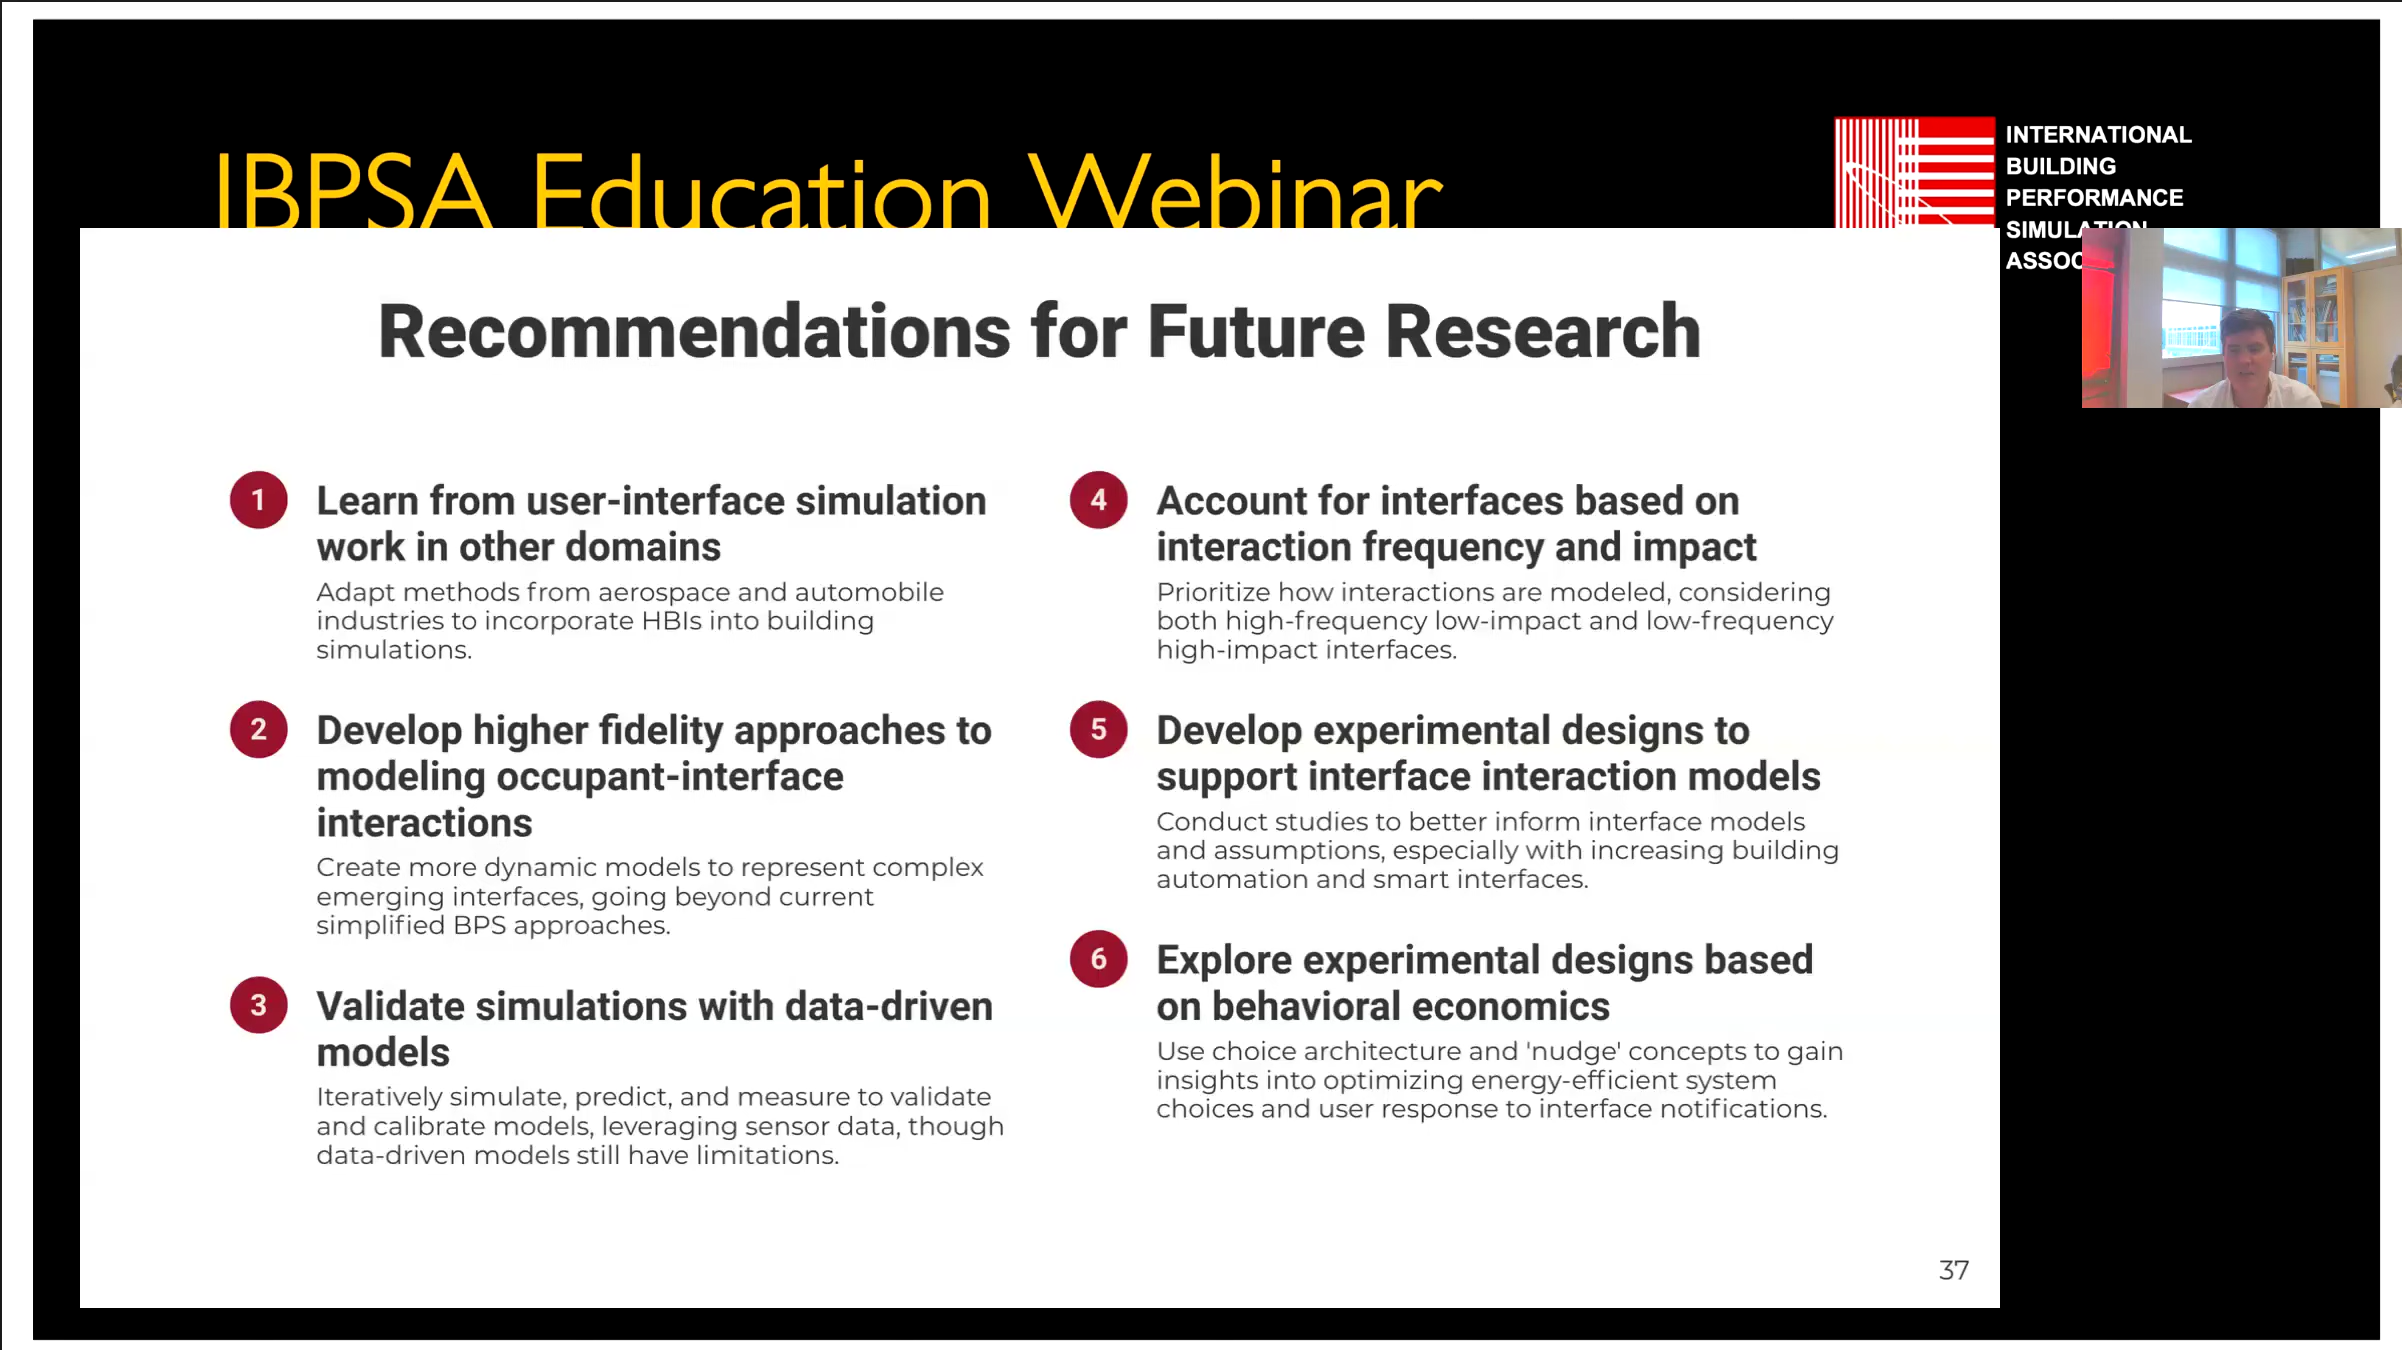 IBPSA Education Webinar
INTERNATIONAL
BUILDING
PERFORMANCE
SIMULATION
Recommendations for Future Research
1
Learn from user-interface simulation
work in other domains
Adapt methods from aerospace and automobile
industries to incorporate HBIs into building
simulations.
2
Develop higher fidelity approaches to
modeling occupant-interface
interactions
Create more dynamic models to represent complex
emerging interfaces, going beyond current
simplified BPS approaches.
3
Validate simulations with data-driven
models
Iteratively simulate, predict, and measure to validate
and calibrate models, leveraging sensor data, though
data-driven models still have limitations.
4
Account for interfaces based on
interaction frequency and impact
Prioritize how interactions are modeled, considering
both high-frequency low-impact and low-frequency
high-impact interfaces.
5
Develop experimental designs to
support interface interaction models
Conduct studies to better inform interface models
and assumptions, especially with increasing building
automation and smart interfaces.
6
Explore experimental designs based
on behavioral economics
Use choice architecture and 'nudge' concepts to gain
insights into optimizing energy-efficient system
choices and user response to interface notifications.
37